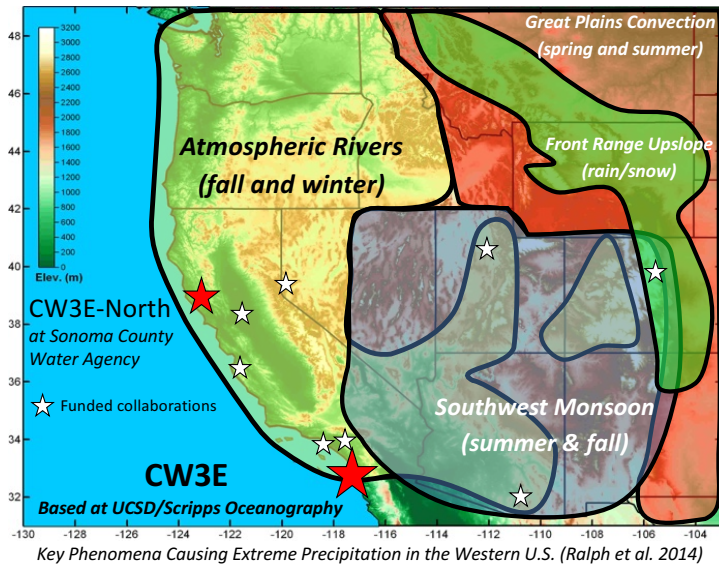 Great Plains Convection
(spring and summer)
3200
3000
2800
2600
2400
2200
2000
1800
1600
1400
1200
1000
800
600
400
200
0
Elev. (m)
Front Range Upslope
(rain/snow)
Atmospheric Rivers
(fall and winter)
CW3E-North
at Sonoma County
Water Agency
Funded collaborations
Southwest Monsoon
(summer & fall)
CW3E
Based at UCSD/Scripps Oceanography
48
46
44
42
40
38
36
34
32
-130 -128 -126 -124 -122 -120 -118 -116 -114 -112 -110 -108 -106 -104
Key Phenomena Causing Extreme Precipitation in the Western U.S. (Ralph et al. 2014)